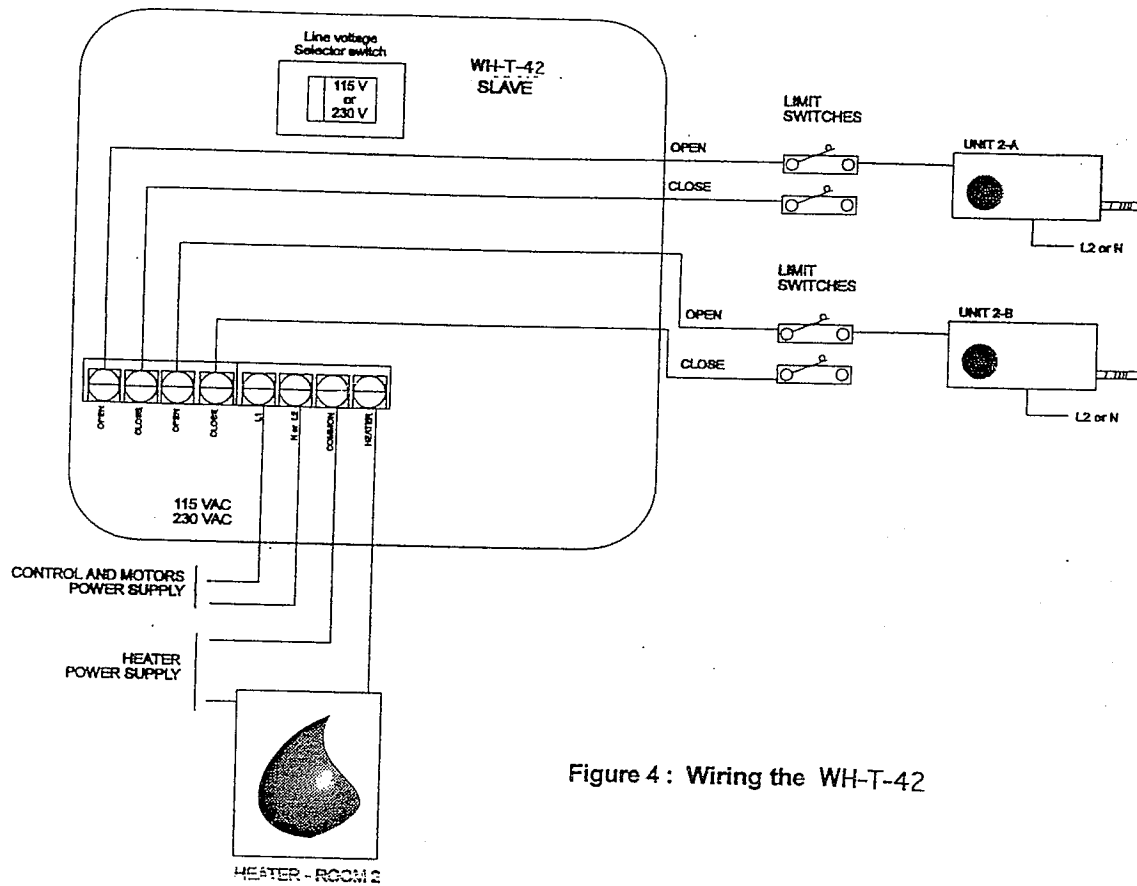 Line voltage
Selector switch
115 V
or
230 V
WH-T-42
SLAVE
LIMIT
SWITCHES
OPEN
CLOSE
UNIT 2-A
L2 or N
LIMIT
SWITCHES
OPEN
CLOSE
UNIT 2-B
L2 or N
OPEN
CLOSE
OPEN
CLOSE
L1
N or L2
COMMON
HEATER
115 VAC
230 VAC
CONTROL AND MOTORS
POWER SUPPLY
HEATER
POWER SUPPLY
HEATER - ROOM 2
Figure 4 : Wiring the WH-T-42